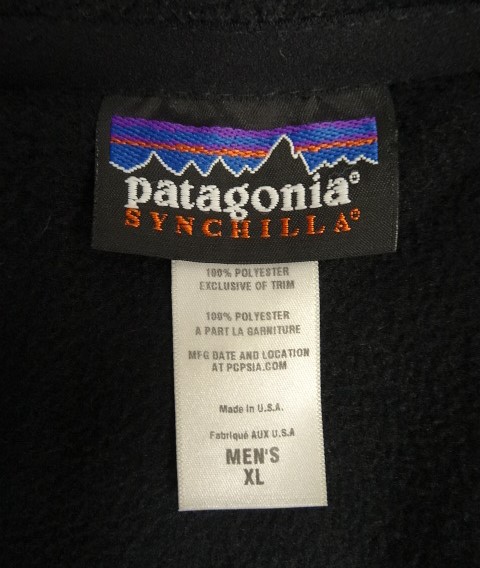 patagonia®
SYNCHILLA®
100% POLYESTER
EXCLUSIVE OF TRIM
100% POLYESTER
A PART LA GARNITURE
MFG DATE AND LOCATION
AT PCPSIA.COM
Made in U.S.A.
Fabriqué AUX U.S.A
MEN'S
XL